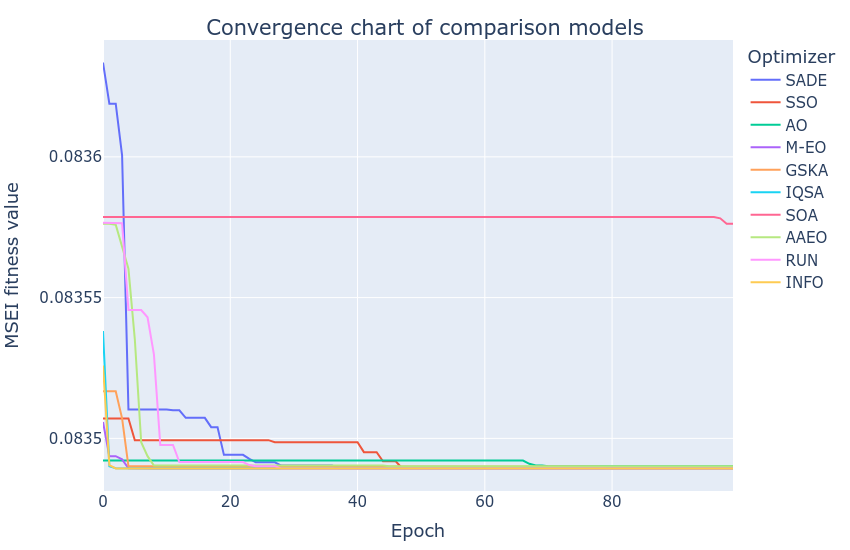 Convergence chart of comparison models
MSEI fitness value
0.0836
0.08355
0.0835
0
20
40
60
80
Epoch
Optimizer
SADE
SSO
AO
M-EO
GSKA
IQSA
SOA
AAEO
RUN
INFO